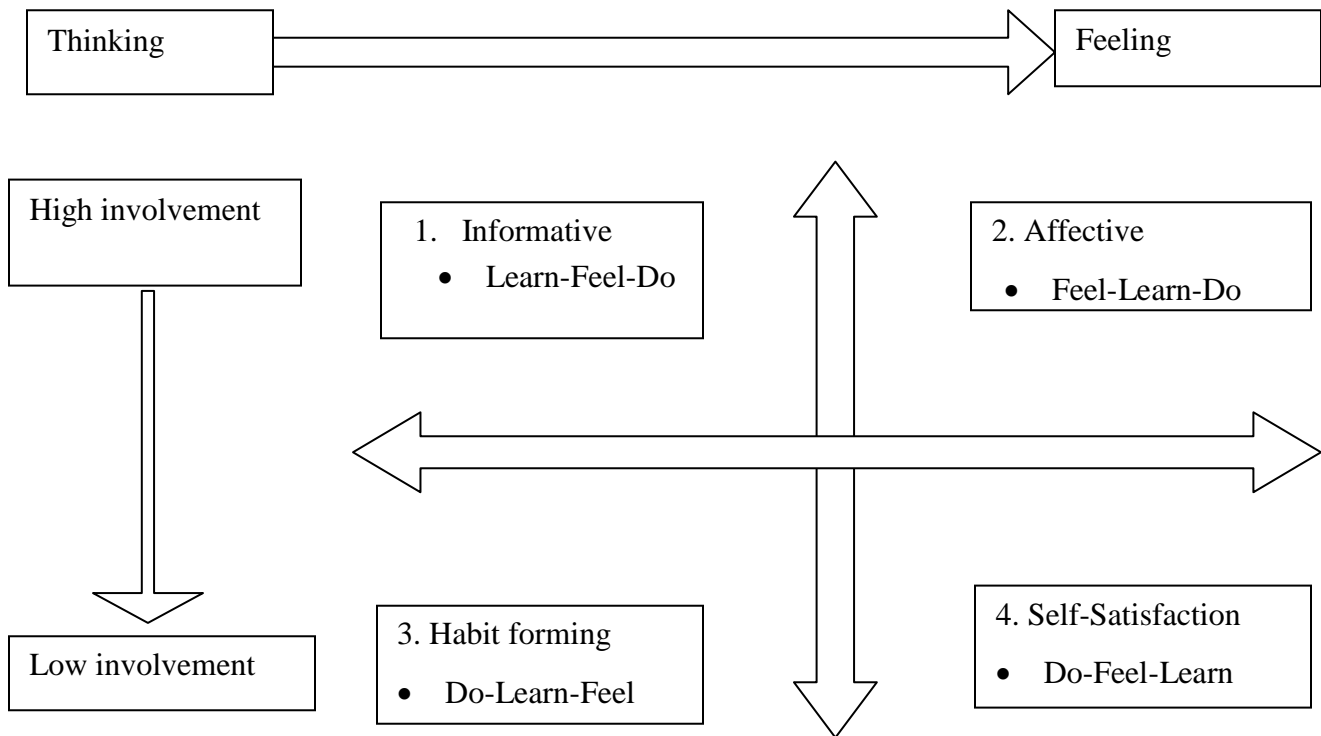 Thinking
Feeling
High involvement
1. Informative
• Learn-Feel-Do
2. Affective
• Feel-Learn-Do
Low involvement
3. Habit forming
• Do-Learn-Feel
4. Self-Satisfaction
• Do-Feel-Learn